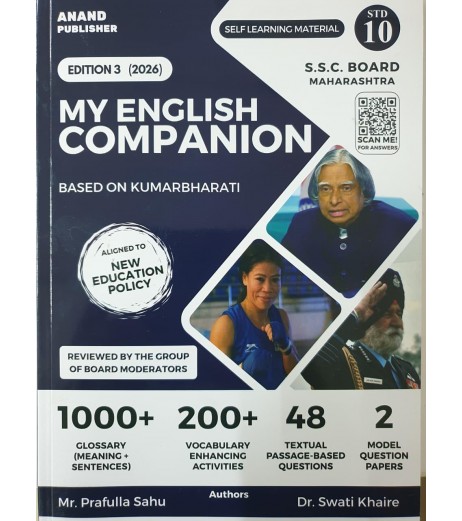 ANAND
PUBLISHER
SELF LEARNING MATERIAL
STD
10
EDITION 3 (2026)
S.S.C. BOARD
MAHARASHTRA
MY ENGLISH
COMPANION
SCAN ME!
FOR ANSWERS
BASED ON KUMARBHARATI
ALIGNED TO
NEW
EDUCATION
POLICY
REVIEWED BY THE GROUP
OF BOARD MODERATORS
1000+
GLOSSARY
(MEANING +
SENTENCES)
200+
VOCABULARY
ENHANCING
ACTIVITIES
48
TEXTUAL
PASSAGE-BASED
QUESTIONS
2
MODEL
QUESTION
PAPERS
Authors
Mr. Prafulla Sahu
Dr. Swati Khaire